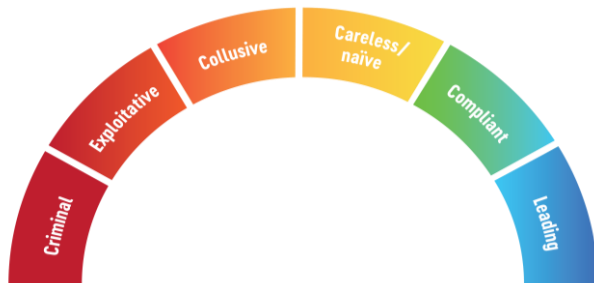 Criminal
Exploitative
Collusive
Careless/
naïve
Compliant
Leading